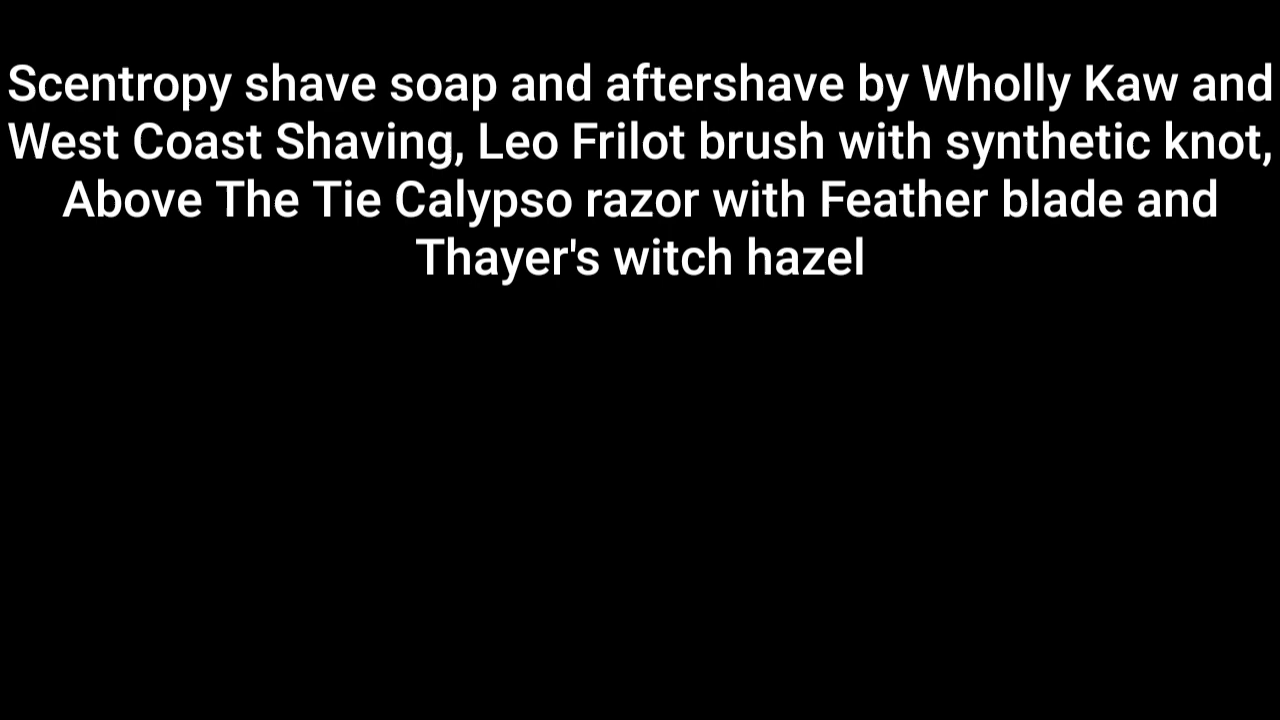 Scentropy shave soap and aftershave by Wholly Kaw and
West Coast Shaving, Leo Frilot brush with synthetic knot,
Above The Tie Calypso razor with Feather blade and
Thayer's witch hazel